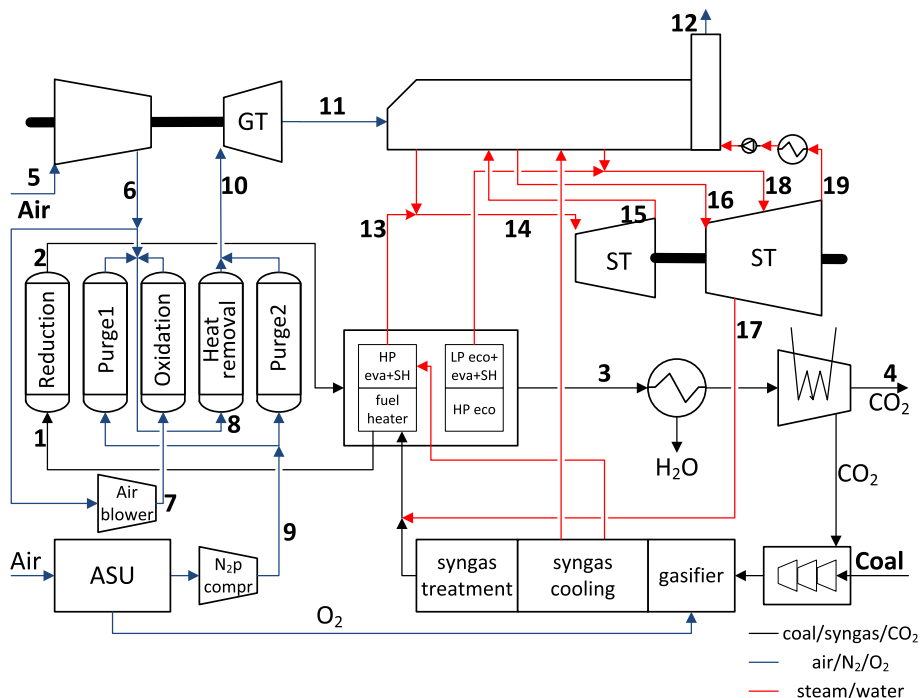 12
11
GT
5
6
10
Air
16
18
19
13
14
15
2
ST
ST
Reduction
Purge1
Oxidation
Heat
removal
Purge2
17
HP
eva+SH
LP eco+
eva+SH
3
4
CO₂
fuel
heater
HP eco
1
8
H₂O
CO₂
Air
blower
7
9
Air
ASU
N₂p
compr
syngas
treatment
syngas
cooling
gasifier
Coal
O₂
coal/syngas/CO₂
air/N₂/O₂
steam/water